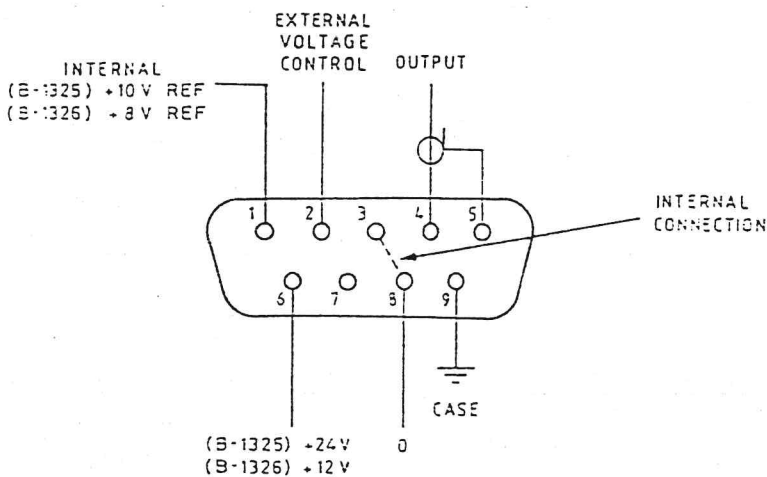 EXTERNAL
VOLTAGE
CONTROL
OUTPUT
INTERNAL
(B-1325) +10 V REF
(B-1326) +8 V REF
1 2 3 4 5
INTERNAL
CONNECTION
6 7 8 9
CASE
(B-1325) +24V
(B-1326) +12V
0